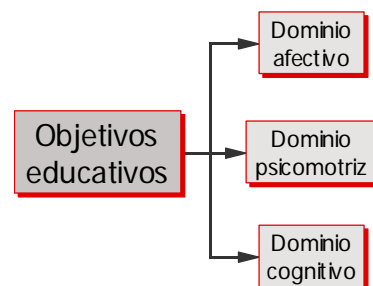 Objetivos
educativos
Dominio
afectivo
Dominio
psicomotriz
Dominio
cognitivo